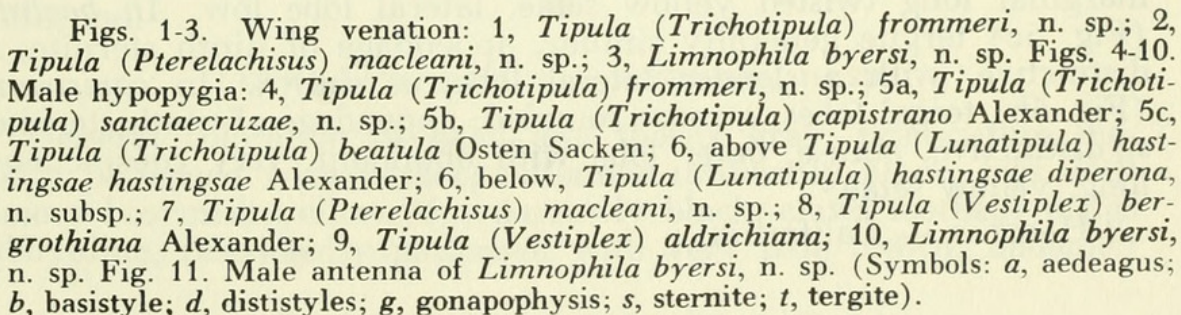 Figs. 1-3. Wing venation: 1, Tipula (Trichotipula) frommeri, n. sp.; 2,
Tipula (Pterelachisus) macleani, n. sp.; 3, Limnophila byersi, n. sp. Figs. 4-10.
Male hypopygia: 4, Tipula (Trichotipula) frommeri, n. sp.; 5a, Tipula (Trichoti-
pula) sanctaecruzae, n. sp.; 5b, Tipula (Trichotipula) capistrano Alexander; 5c,
Tipula (Trichotipula) beatula Osten Sacken; 6, above Tipula (Lunatipula) hast-
ingsae hastingsae Alexander; 6, below, Tipula (Lunatipula) hastingsae diperona,
n. subsp.; 7, Tipula (Pterelachisus) macleani, n. sp.; 8, Tipula (Vestiplex) ber-
grothiana Alexander; 9, Tipula (Vestiplex) aldrichiana; 10, Limnophila byersi,
n. sp. Fig. 11. Male antenna of Limnophila byersi, n. sp. (Symbols: a, aedeagus;
b, basistyle; d, dististyles; g, gonapophysis; s, sternite; t, tergite).